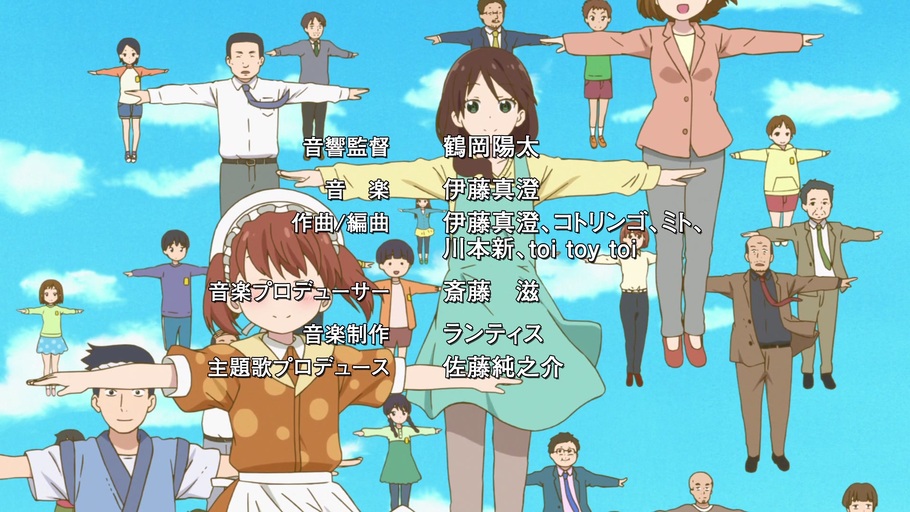 音響監督 鶴岡陽太
音 楽 伊藤真澄
作曲/編曲 伊藤真澄、コトリンゴ、ミト、
川本新、toi toy toi
音楽プロデューサー 斎藤 滋
音楽制作 ランティス
主題歌プロデュース 佐藤純之介